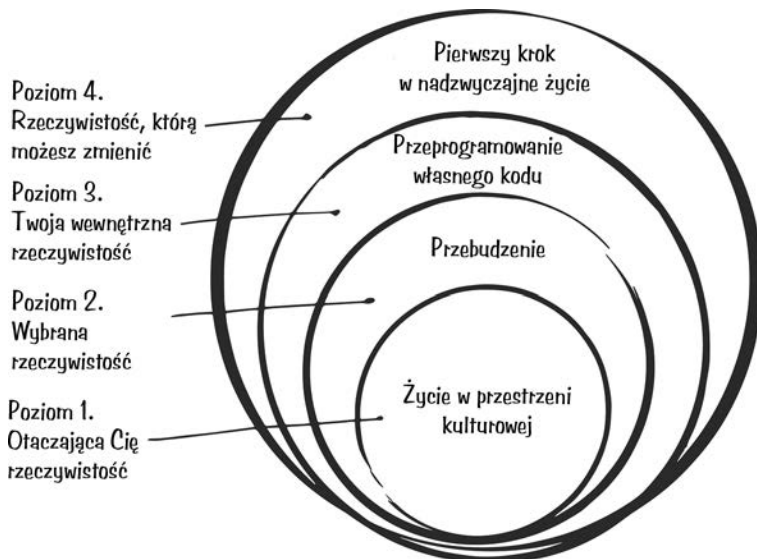 Pierwszy krok
w nadzwyczajne życie
Poziom 4.
Rzeczywistość, którą
możesz zmienić
Przeprogramowanie
własnego kodu
Poziom 3.
Twoja wewnętrzna
rzeczywistość
Przebudzenie
Poziom 2.
Wybrana
rzeczywistość
Życie w przestrzeni
kulturowej
Poziom 1.
Otaczająca Cię
rzeczywistość